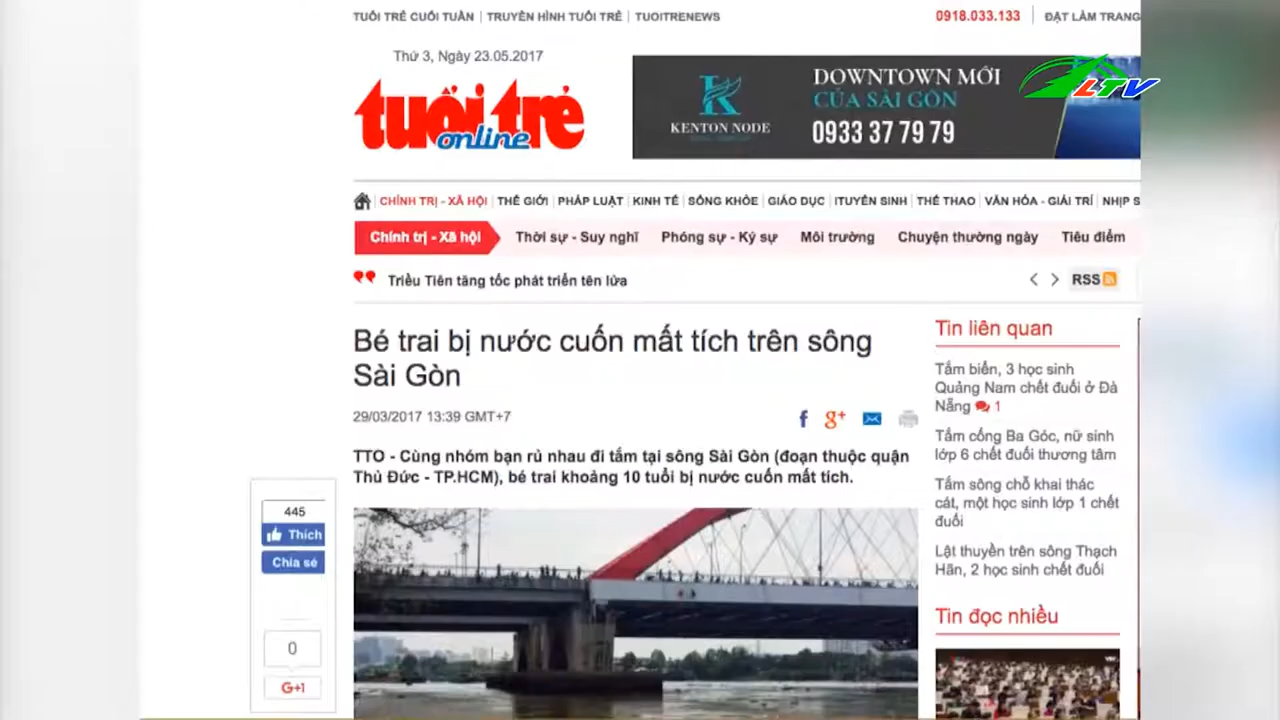 TUỔI TRẺ CUỐI TUẦN | TRUYỀN HÌNH TUỔI TRẺ | TUOITRENEWS
0918.033.133 | ĐẶT LÀM TRANG
Thứ 3, Ngày 23.05.2017
tuổi trẻ
online
KENTON NODE
DOWNTOWN MỚI
CỦA SÀI GÒN
0933 37 79 79
LTV
CHÍNH TRỊ - XÃ HỘI | THẾ GIỚI | PHÁP LUẬT | KINH TẾ | SỐNG KHỎE | GIÁO DỤC | ITUYENSINH | THỂ THAO | VĂN HÓA - GIẢI TRÍ | NHỊP S
Chính trị - Xã hội Thời sự - Suy nghĩ Phóng sự - Ký sự Môi trường Chuyện thường ngày Tiêu điểm
Triều Tiên tăng tốc phát triển tên lửa
RSS
Bé trai bị nước cuốn mất tích trên sông
Sài Gòn
29/03/2017 13:39 GMT+7
TTO - Cùng nhóm bạn rủ nhau đi tắm tại sông Sài Gòn (đoạn thuộc quận
Thủ Đức - TP.HCM), bé trai khoảng 10 tuổi bị nước cuốn mất tích.
445
Thích
Chia sẻ
0
G+1
Tin liên quan
Tắm biển, 3 học sinh
Quảng Nam chết đuối ở Đà
Nẵng 1
Tắm cống Ba Góc, nữ sinh
lớp 6 chết đuối thương tâm
Tắm sông chỗ khai thác
cát, một học sinh lớp 1 chết
đuối
Lật thuyền trên sông Thạch
Hãn, 2 học sinh chết đuối
Tin đọc nhiều